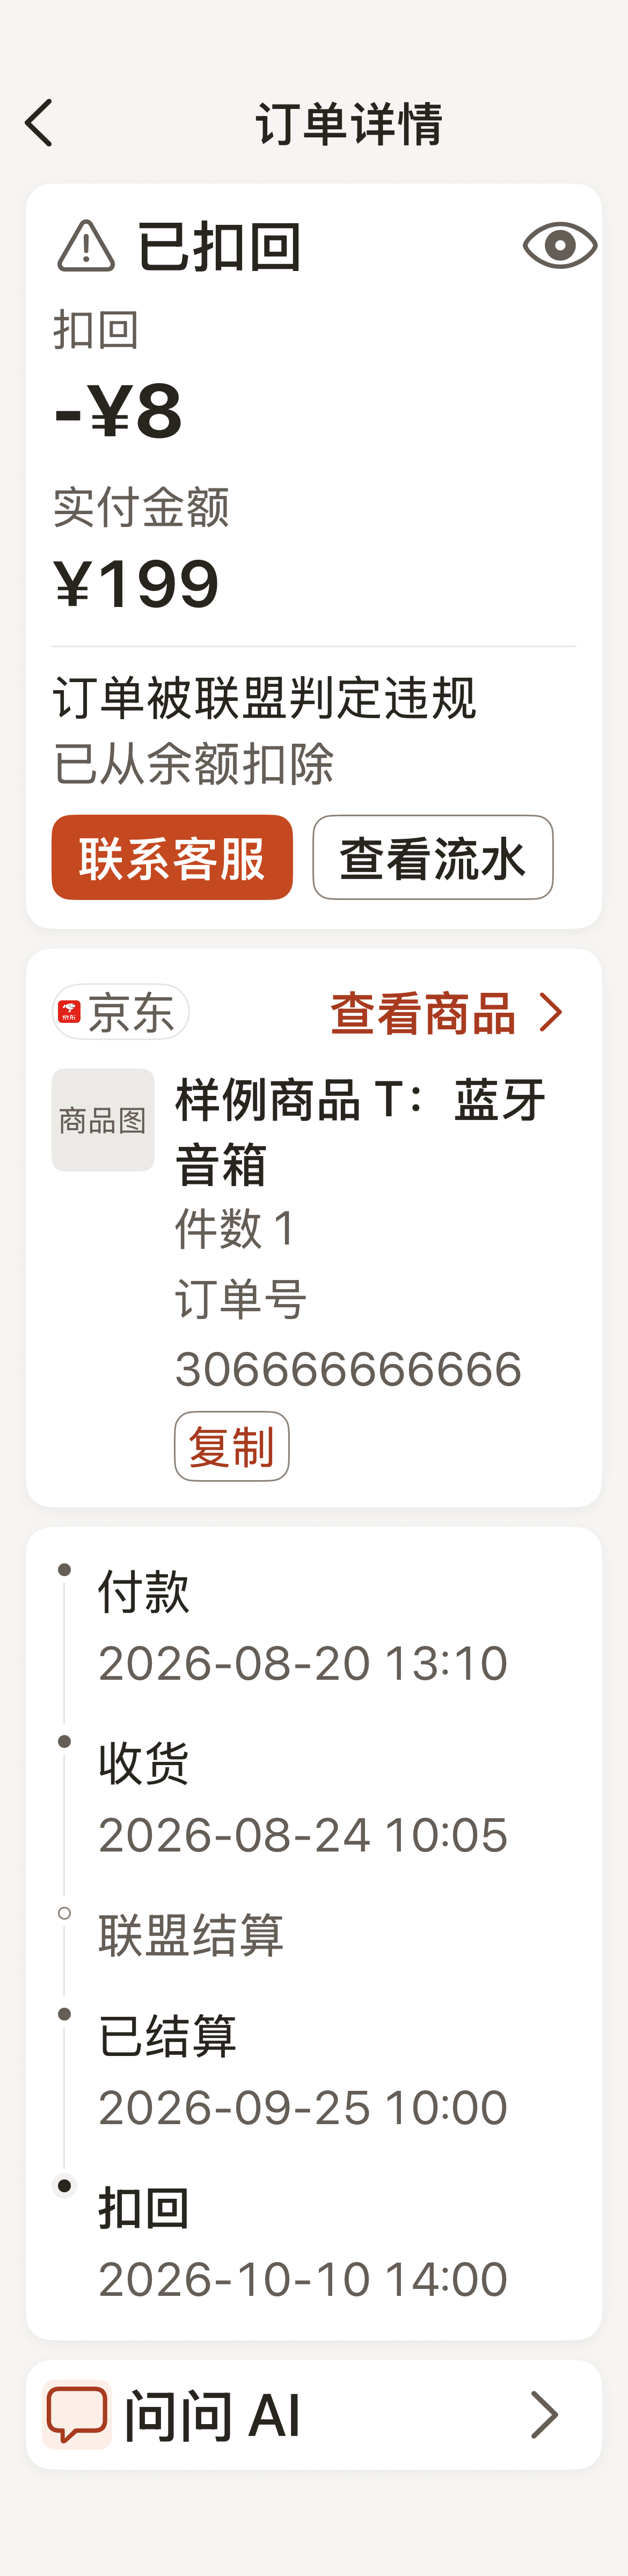 订单详情
已扣回
扣回
-¥8
实付金额
¥199
订单被联盟判定违规
已从余额扣除
联系客服
查看流水
京东
京东
查看商品
商品图
样例商品 T：蓝牙
音箱
件数 1
订单号
306666666666
复制
付款
2026-08-20 13:10
收货
2026-08-24 10:05
联盟结算
已结算
2026-09-25 10:00
扣回
2026-10-10 14:00
问问 AI